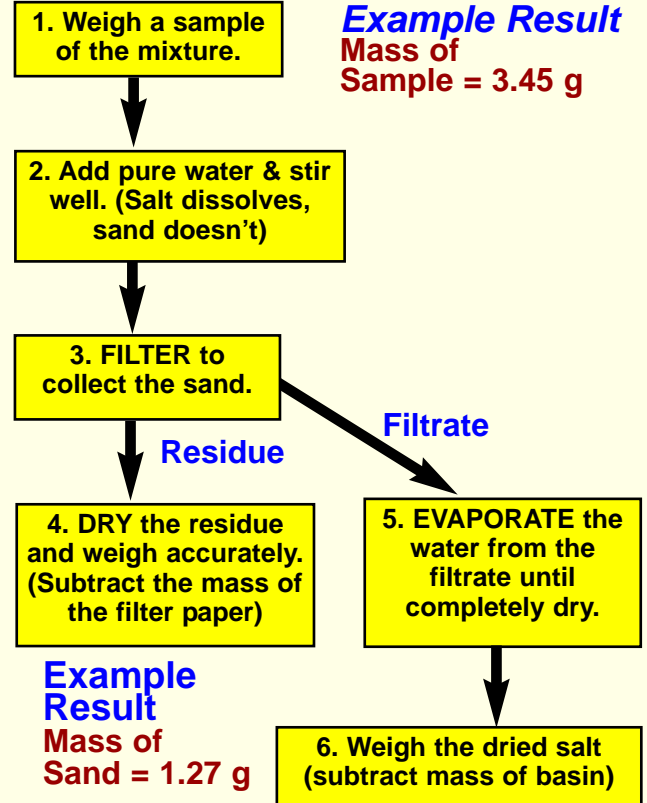 1. Weigh a sample
of the mixture.
Example Result
Mass of
Sample = 3.45 g
2. Add pure water & stir
well. (Salt dissolves,
sand doesn’t)
3. FILTER to
collect the sand.
Residue
Filtrate
4. DRY the residue
and weigh accurately.
(Subtract the mass of
the filter paper)
5. EVAPORATE the
water from the
filtrate until
completely dry.
Example
Result
Mass of
Sand = 1.27 g
6. Weigh the dried salt
(subtract mass of basin)